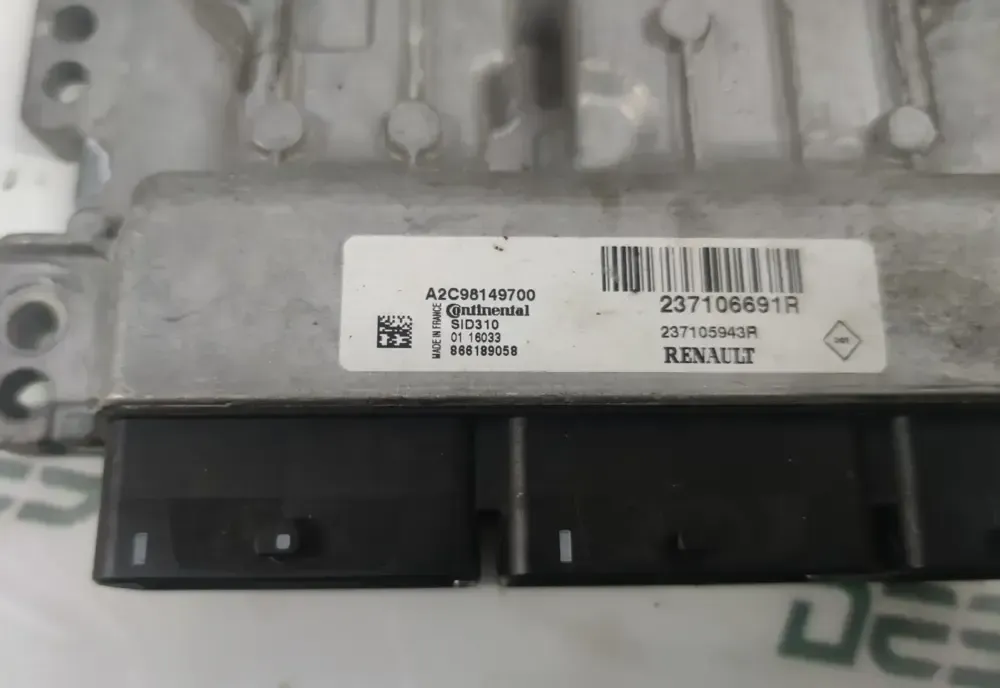 A2C98149700
Continental
SID310
01 16033
866189058
MADE IN FRANCE
237106691R
237105943R
RENAULT